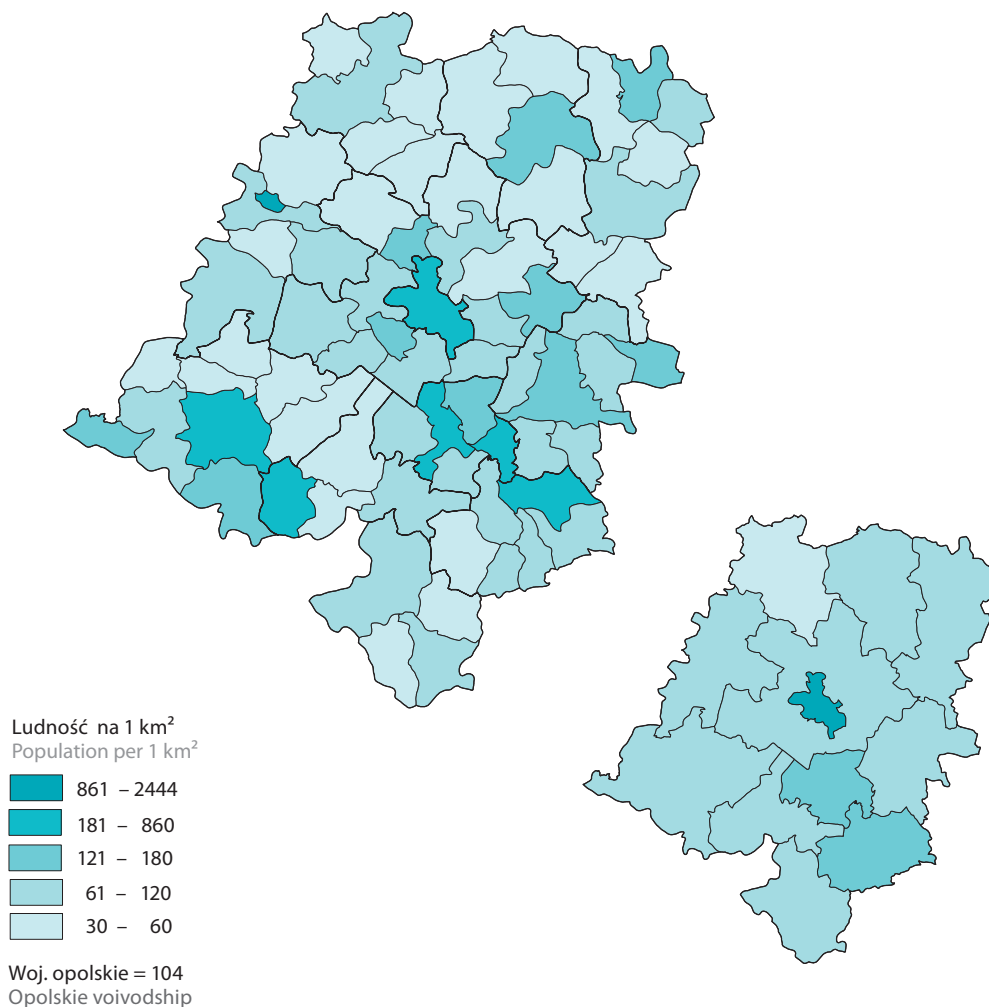 Ludność na 1 km²
Population per 1 km²
861 – 2444
181 – 860
121 – 180
61 – 120
30 – 60
Woj. opolskie = 104
Opolskie voivodship